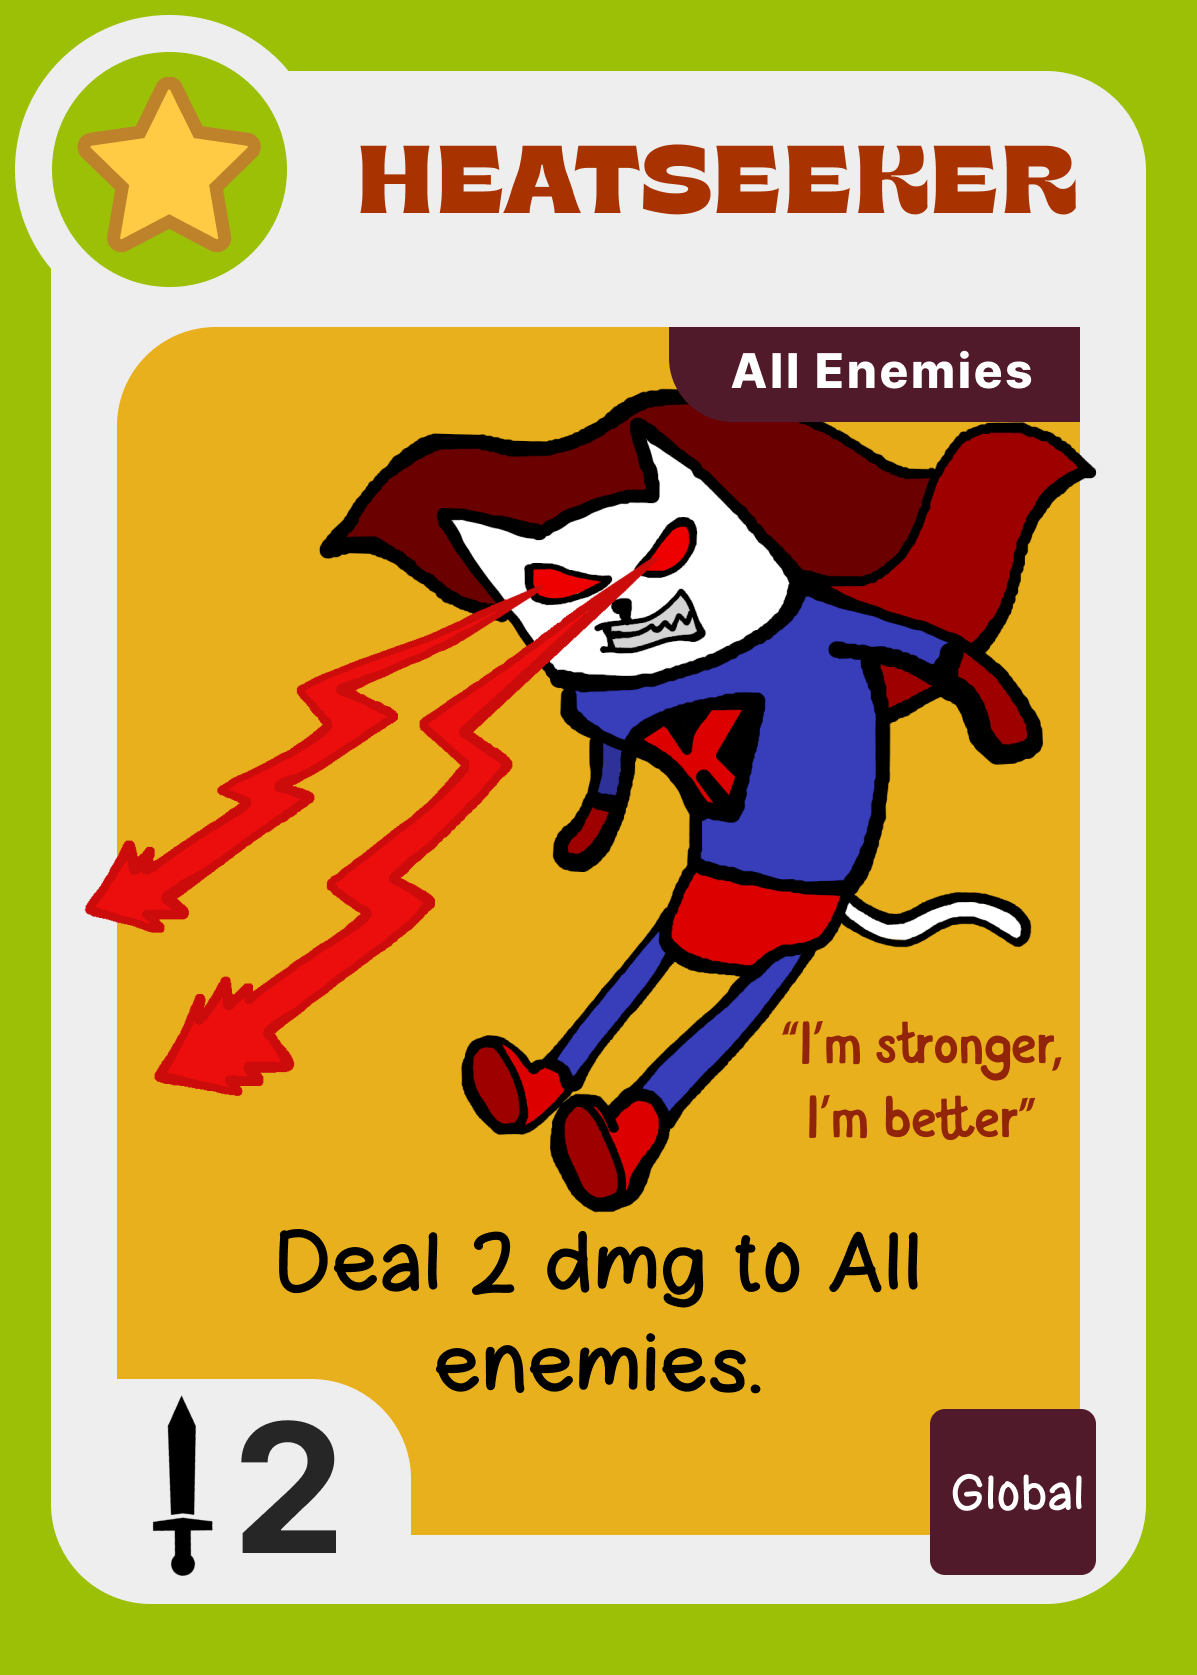 HEATSEEKER
All Enemies
K
“I’m stronger,
I’m better”
Deal 2 dmg to All
enemies.
2
Global